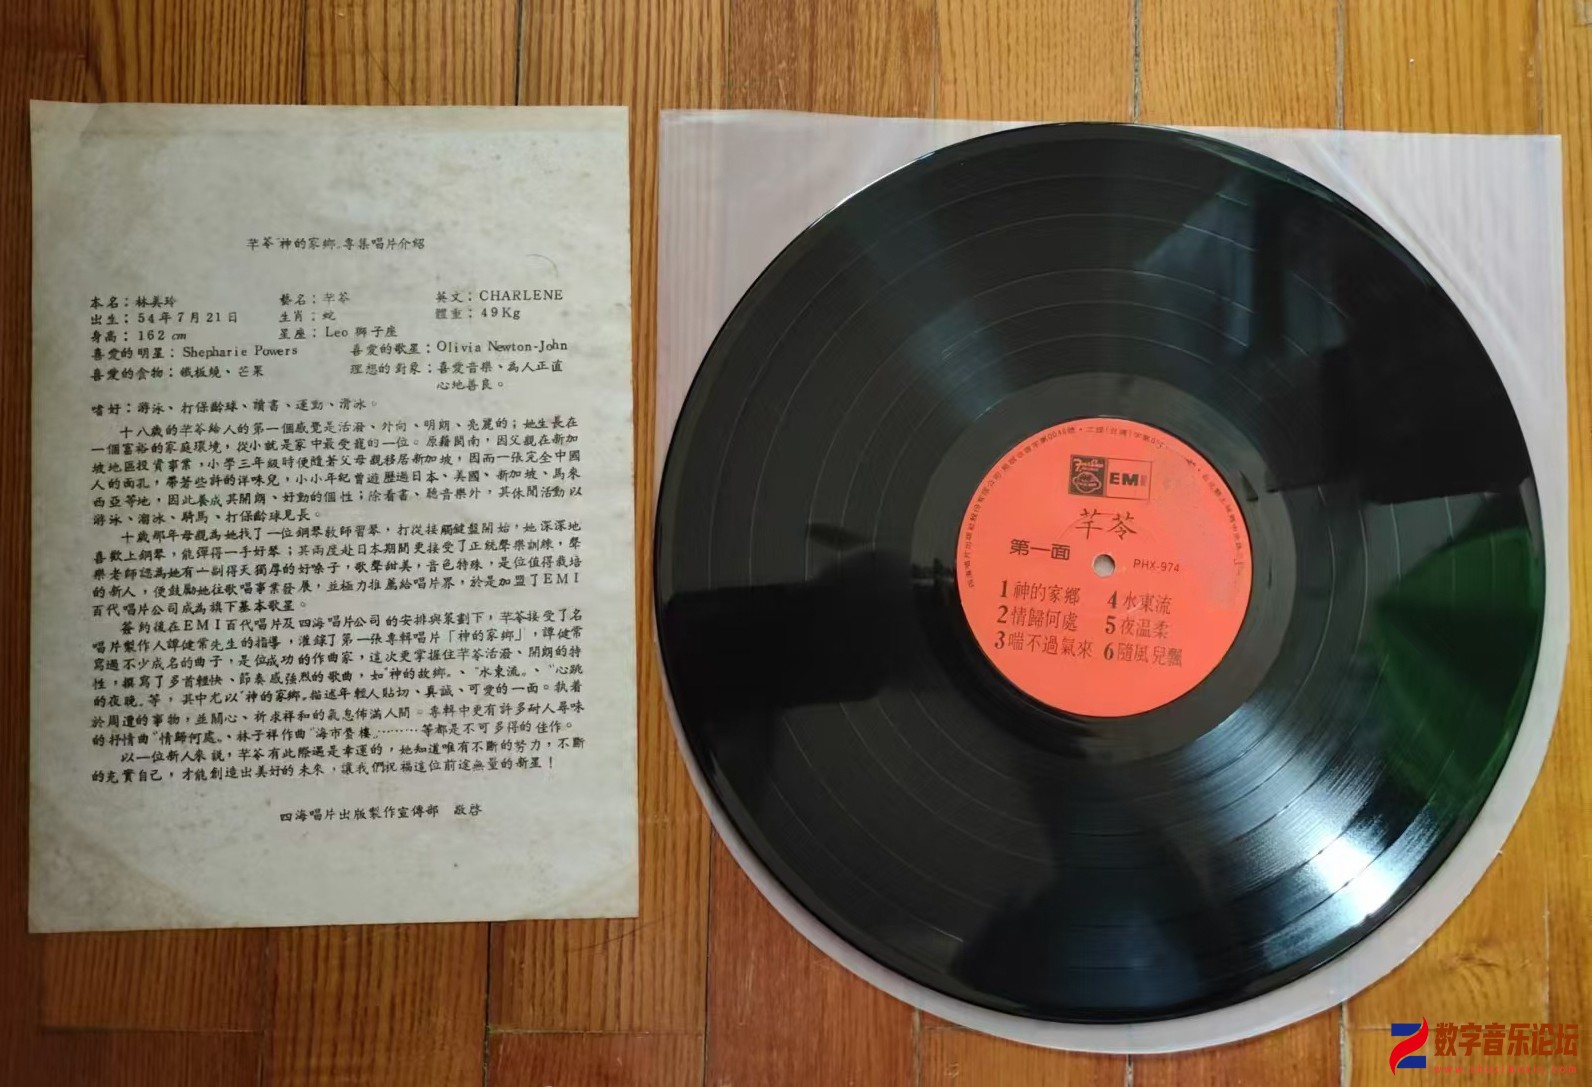 芊苓"神的家鄉"專集唱片介紹
本名：林美玲 藝名：芊苓 英文：CHARLENE
出生：54年7月21日 生肖：蛇 體重：49Kg
身高：162cm 星座：Leo獅子座
喜愛的明星：Shepharie Powers 喜愛的歌星：Olivia Newton-John
喜愛的食物：鐵板燒、芒果 理想的對象：喜愛音樂、為人正直
心地善良。
嗜好：游泳、打保齡球、讀書、運動、滑冰。
十八歲的芊苓給人的第一個感覺是活潑、外向、明朗、亮麗的；她生長在
一個富裕的家庭環境，從小就是家中最受寵的一位。原籍閩南，因父親在新加
坡地區投資事業，小學三年級時便隨著父母親移居新加坡，因而一張完全中國
人的面孔，帶著些許的洋味兒，小小年紀曾遊歷過日本、美國、新加坡、馬來
西亞等地，因此養成其開朗、好動的個性；除看書、聽音樂外，其休閒活動以
游泳、溜冰、騎馬、打保齡球見長。
十歲那年母親為她找了一位鋼琴教師習琴，打從接觸鍵盤開始，她深深地
喜歡上鋼琴，能彈得一手好琴；其兩度赴日本期間更接受了正統聲樂訓練，聲
樂老師認為她有一副得天獨厚的好嗓子，歌聲甜美，音色特殊，是位值得栽培
的新人，便鼓勵她往歌唱事業發展，並極力推薦給唱片界，於是加盟了EMI
百代唱片公司成為旗下基本歌星。
簽約後在EMI百代唱片及四海唱片公司的安排與策劃下，芊苓接受了名
唱片製作人譚健常先生的指導，灌錄了第一張專輯唱片「神的家鄉」，譚健常
寫過不少成名的曲子，是位成功的作曲家，這次更掌握住芊苓活潑、開朗的特
性，撰寫了多首輕快、節奏感強烈的歌曲，如"神的故鄉"、"水東流"、"心跳
的夜晚"等，其中尤以"神的家鄉"描述年輕人貼切、真誠、可愛的一面。執着
於周遭的事物，並關心、祈求祥和的氣息佈滿人間。專輯中更有許多耐人尋味
的抒情曲"情歸何處"、林子祥作曲"海市蜃樓"………等都是不可多得的佳作。
以一位新人來說，芊苓有此際遇是幸運的，她知道唯有不斷的努力，不斷
的充實自己，才能創造出美好的未來，讓我們祝福這位前途無量的新星！
四海唱片出版製作宣傳部 敬啓
EMI
芊苓
第一面
PHX-974
1神的家鄉
2情歸何處
3喘不過氣來
4水東流
5夜溫柔
6隨風兒飄
数字音乐论坛